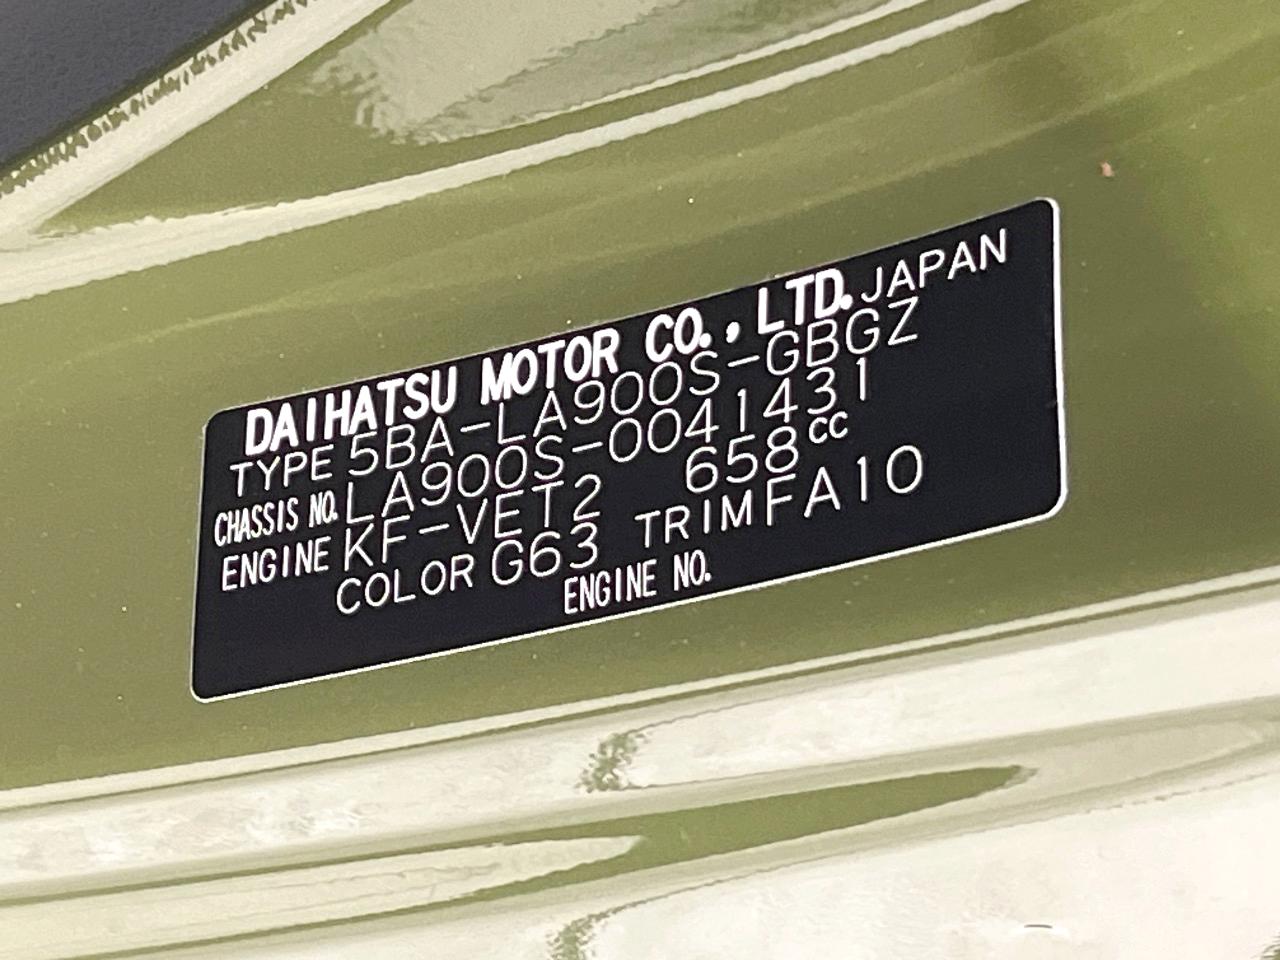 DAIHATSU MOTOR CO., LTD. JAPAN
TYPE 5BA-LA900S-GBGZ
CHASSIS NO. LA900S-0041431
ENGINE KF-VET2 658cc
COLOR G63 TRIM FA10
ENGINE NO.